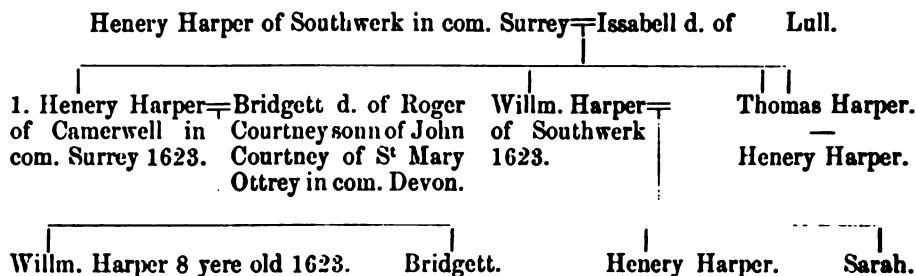 Henery Harper of Southwerk in com. Surrey=Issabell d. of Lull.
1. Henery Harper=Bridgett d. of Roger
of Camerwell in Courtney sonn of John
com. Surrey 1623. Courtney of St Mary
Ottrey in com. Devon.
Willm. Harper=
of Southwerk
1623.
Thomas Harper.
—
Henery Harper.
Willm. Harper 8 yere old 1623. Bridgett. Henery Harper. Sarah.